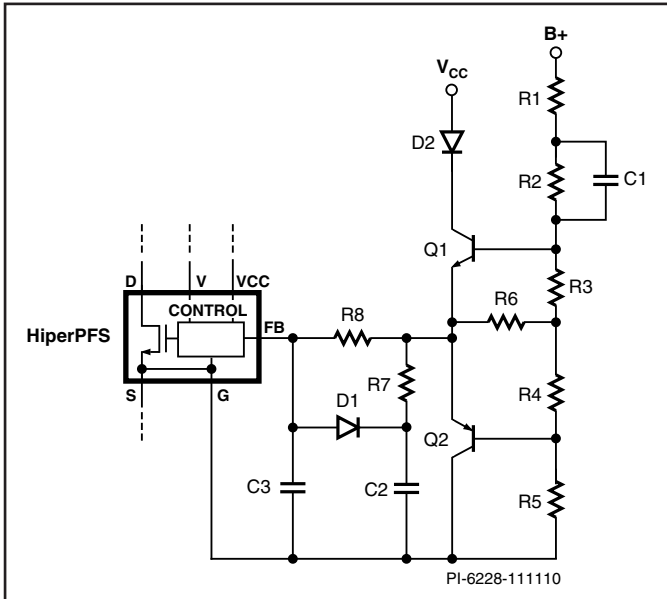 B+
VCC
R1
D2
R2
C1
Q1
R3
D
V
VCC
R6
CONTROL
FB
R8
HiperPFS
R7
R4
S
G
D1
Q2
C3
C2
R5
PI-6228-111110